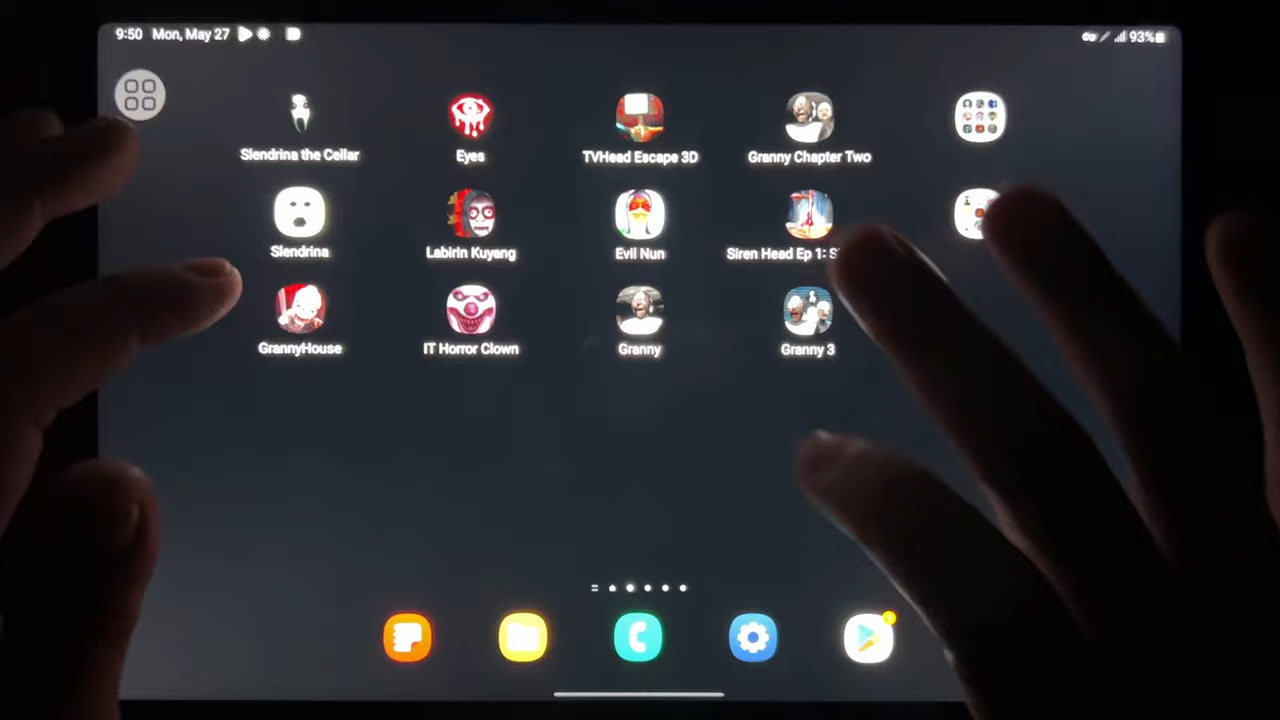 9:50 Mon, May 27
93%
Slendrina the Cellar
Eyes
TVHead Escape 3D
Granny Chapter Two
Slendrina
Labirin Kuyang
Evil Nun
Siren Head Ep 1: S
GrannyHouse
IT Horror Clown
Granny
Granny 3